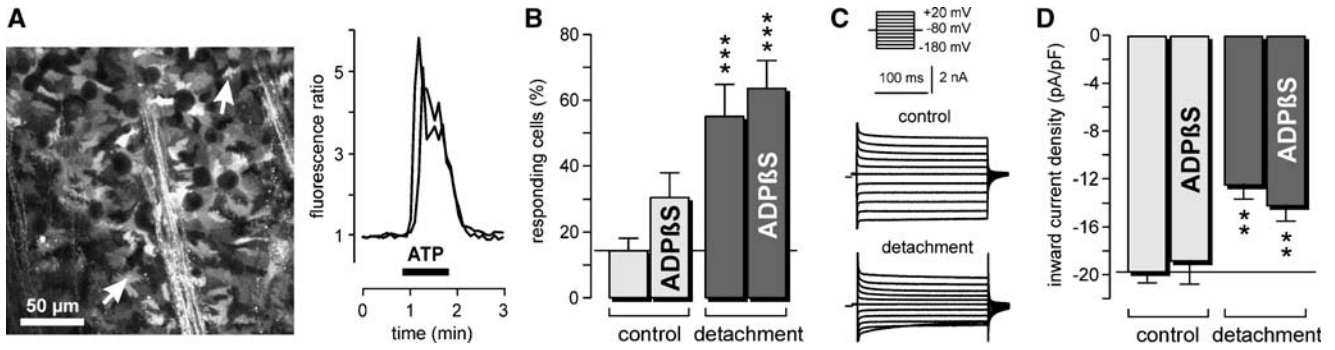 A
50 µm
fluorescence ratio
5
3
1
ATP
0
1
2
3
time (min)
B
responding cells (%)
80
60
40
20
0
ADPßS
***
***
ADPßS
control
detachment
C
+20 mV
-80 mV
-180 mV
100 ms
2 nA
control
detachment
D
inward current density (pA/pF)
0
-4
-8
-12
-16
-20
ADPßS
ADPßS
**
**
control
detachment